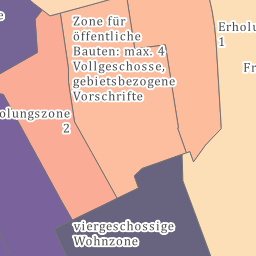 Zone für
öffentliche
Bauten: max. 4
Vollgeschosse,
gebietsbezogene
Vorschrifte
Erholu
1
Fr
olungszone
2
viergeschossige
Wohnzone